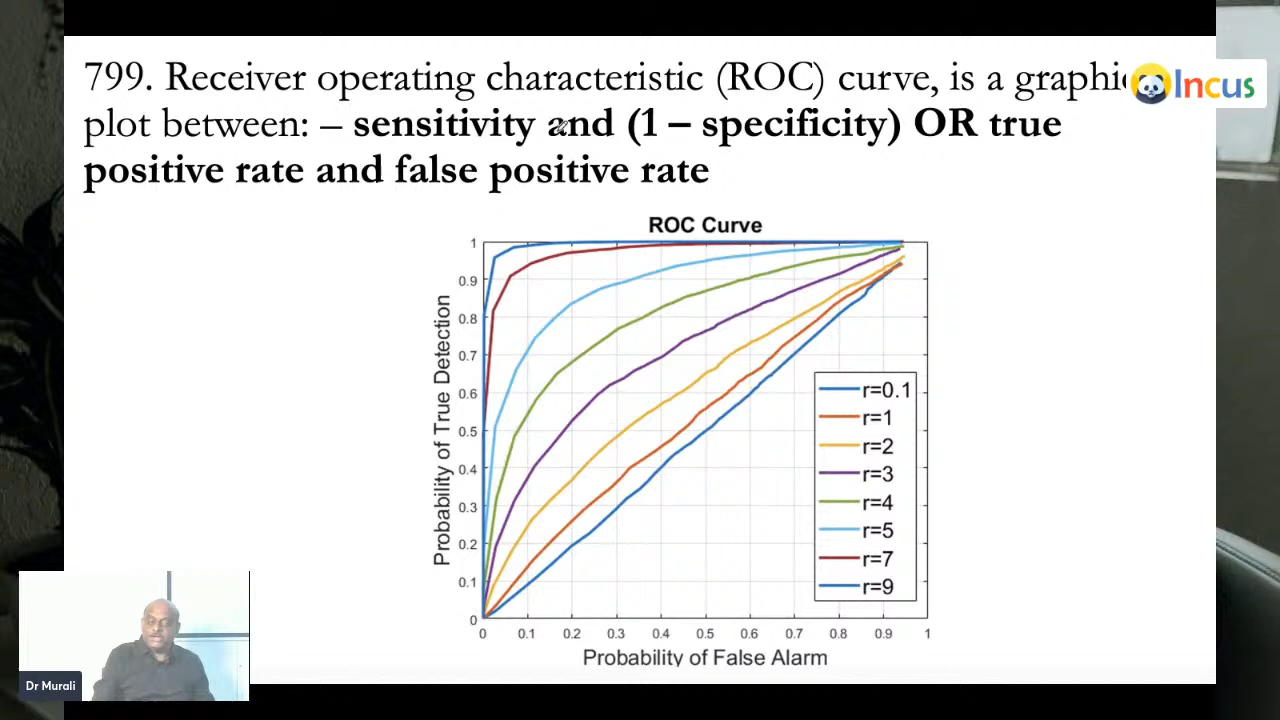 799. Receiver operating characteristic (ROC) curve, is a graphic
Incus
plot between: – sensitivity and (1 – specificity) OR true
positive rate and false positive rate
ROC Curve
1
0.9
0.8
0.7
0.6
0.5
0.4
0.3
0.2
0.1
0
Probability of True Detection
r=0.1
r=1
r=2
r=3
r=4
r=5
r=7
r=9
0 0.1 0.2 0.3 0.4 0.5 0.6 0.7 0.8 0.9 1
Probability of False Alarm
Dr Murali